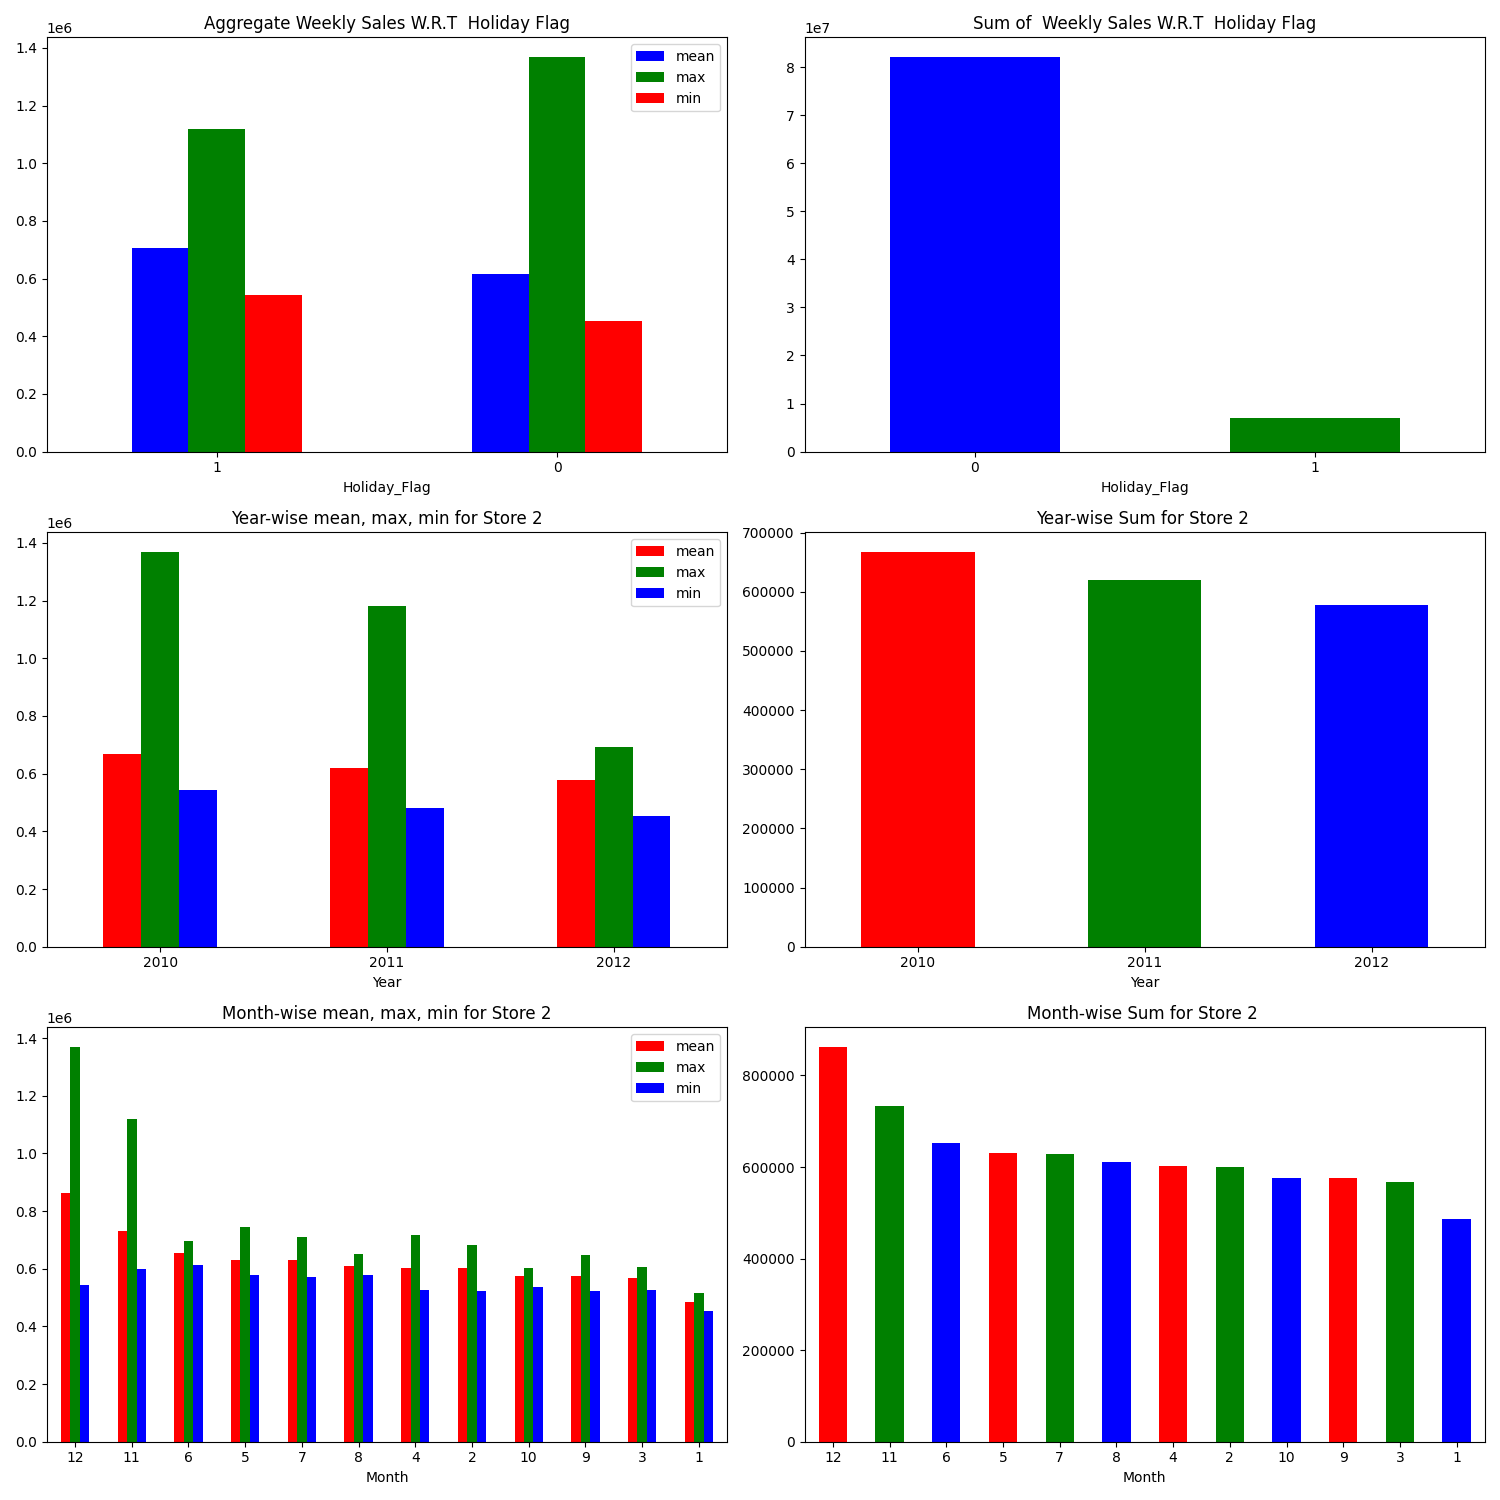 Aggregate Weekly Sales W.R.T  Holiday Flag
1e6
1.4
1.2
1.0
0.8
0.6
0.4
0.2
0.0
mean
max
min
1 0
Holiday_Flag
Sum of  Weekly Sales W.R.T  Holiday Flag
1e7
8
7
6
5
4
3
2
1
0
0 1
Holiday_Flag
Year-wise mean, max, min for Store 2
1e6
1.4
1.2
1.0
0.8
0.6
0.4
0.2
0.0
mean
max
min
2010 2011 2012
Year
Year-wise Sum for Store 2
700000
600000
500000
400000
300000
200000
100000
0
2010 2011 2012
Year
Month-wise mean, max, min for Store 2
1e6
1.4
1.2
1.0
0.8
0.6
0.4
0.2
0.0
mean
max
min
12 11 6 5 7 8 4 2 10 9 3 1
Month
Month-wise Sum for Store 2
800000
600000
400000
200000
0
12 11 6 5 7 8 4 2 10 9 3 1
Month